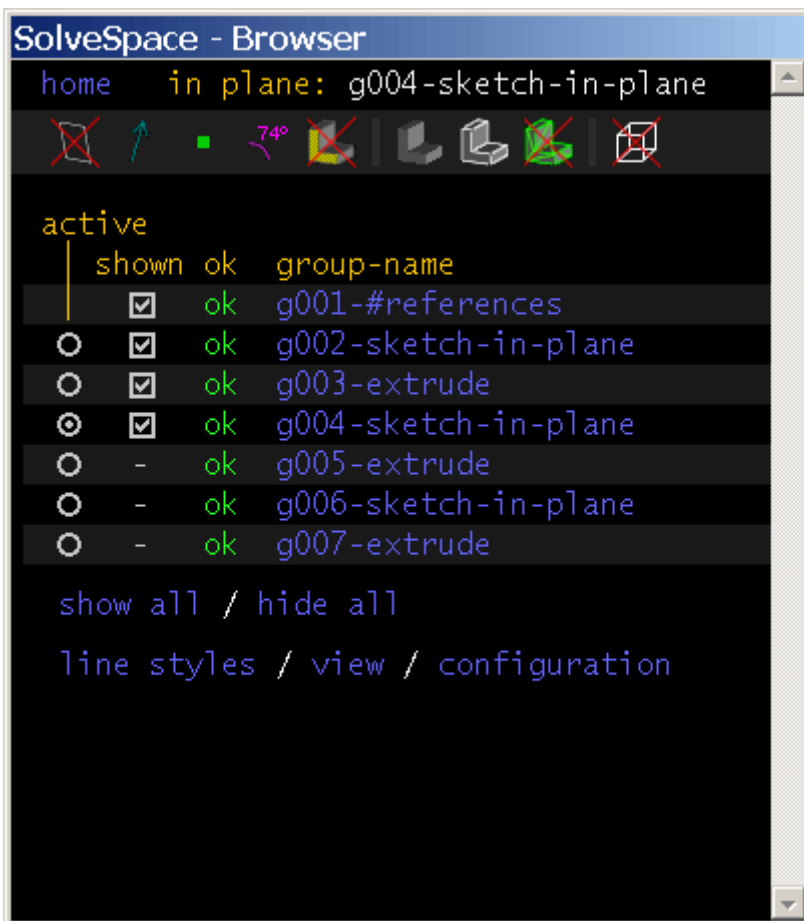 SolveSpace - Browser
home in plane: g004-sketch-in-plane
74°
active
shown ok group-name
ok g001-#references
ok g002-sketch-in-plane
ok g003-extrude
ok g004-sketch-in-plane
- ok g005-extrude
- ok g006-sketch-in-plane
- ok g007-extrude
show all / hide all
line styles / view / configuration